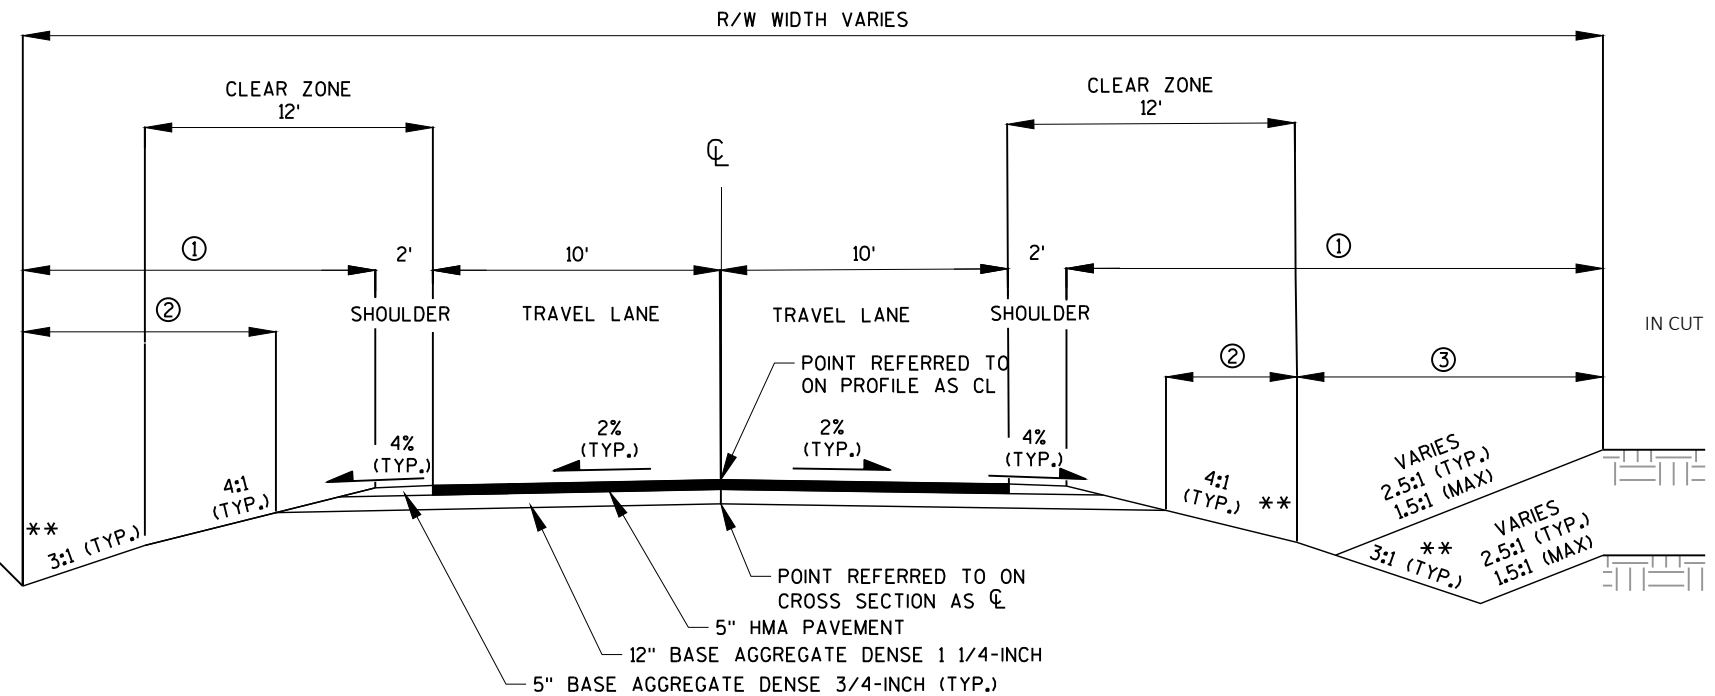 R/W WIDTH VARIES
CLEAR ZONE
12'
CLEAR ZONE
12'
℄
①
2'
10'
10'
2'
①
②
SHOULDER
TRAVEL LANE
TRAVEL LANE
SHOULDER
IN CUT
②
③
POINT REFERRED TO
ON PROFILE AS CL
4%
(TYP.)
2%
(TYP.)
2%
(TYP.)
4%
(TYP.)
4:1
(TYP.)
4:1
(TYP.)
**
VARIES
2.5:1 (TYP.)
1.5:1 (MAX)
**
3:1 (TYP.)
3:1 (TYP.)
**
VARIES
2.5:1 (TYP.)
1.5:1 (MAX)
POINT REFERRED TO ON
CROSS SECTION AS ℄
5" HMA PAVEMENT
12" BASE AGGREGATE DENSE 1 1/4-INCH
5" BASE AGGREGATE DENSE 3/4-INCH (TYP.)